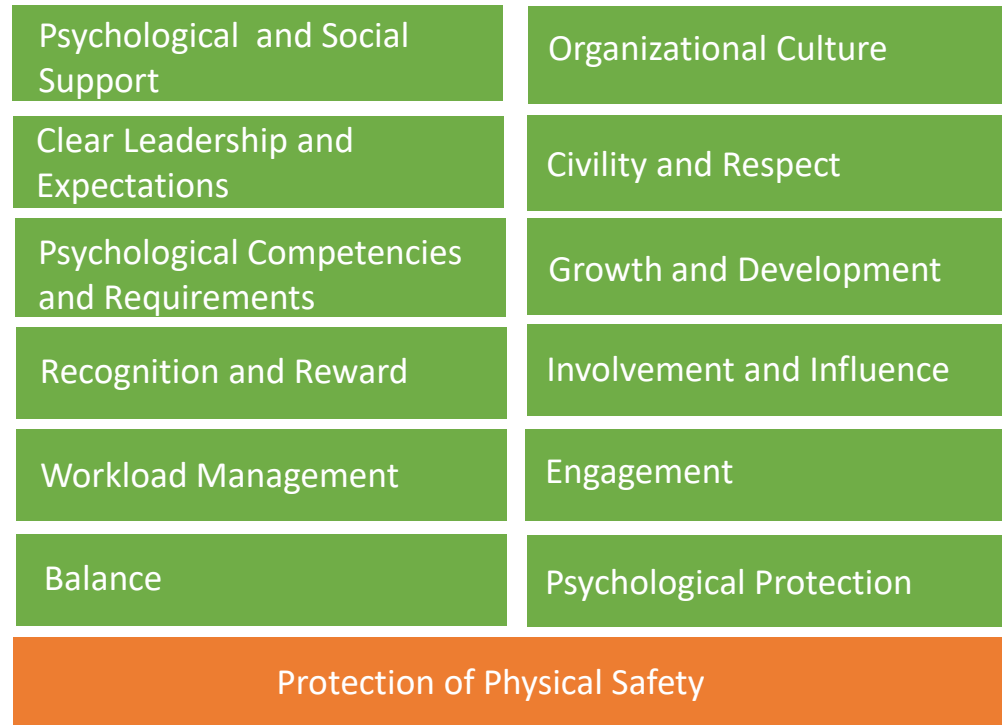 Psychological and Social
Support
Organizational Culture
Clear Leadership and
Expectations
Civility and Respect
Psychological Competencies
and Requirements
Growth and Development
Recognition and Reward
Involvement and Influence
Workload Management
Engagement
Balance
Psychological Protection
Protection of Physical Safety